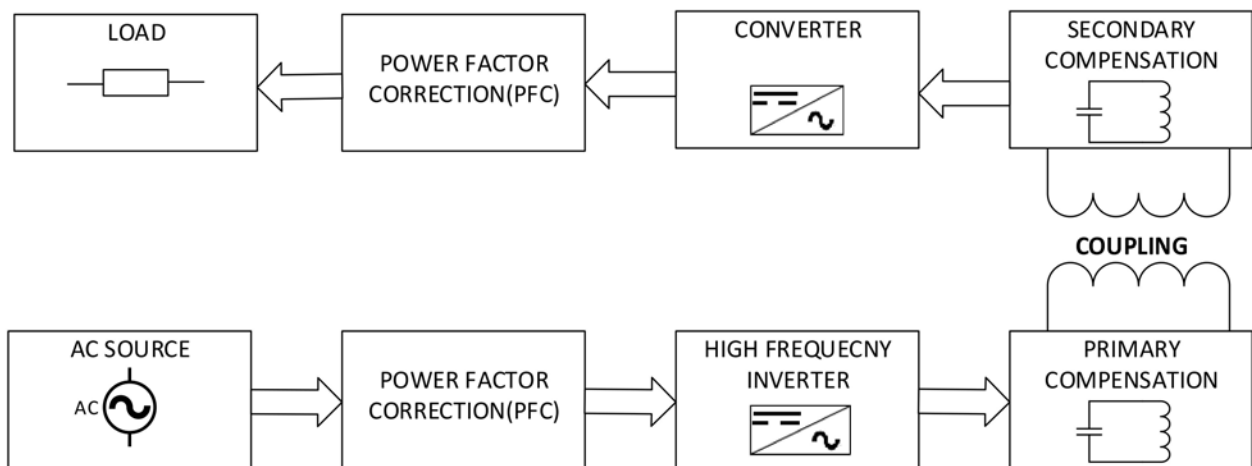 LOAD
POWER FACTOR
CORRECTION(PFC)
CONVERTER
SECONDARY
COMPENSATION
COUPLING
AC SOURCE
AC
POWER FACTOR
CORRECTION(PFC)
HIGH FREQUECNY
INVERTER
PRIMARY
COMPENSATION